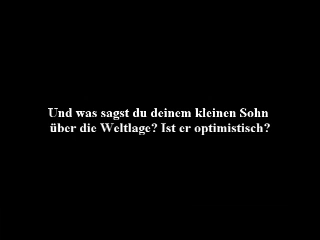 Und was sagst du deinem kleinen Sohn
über die Weltlage? Ist er optimistisch?